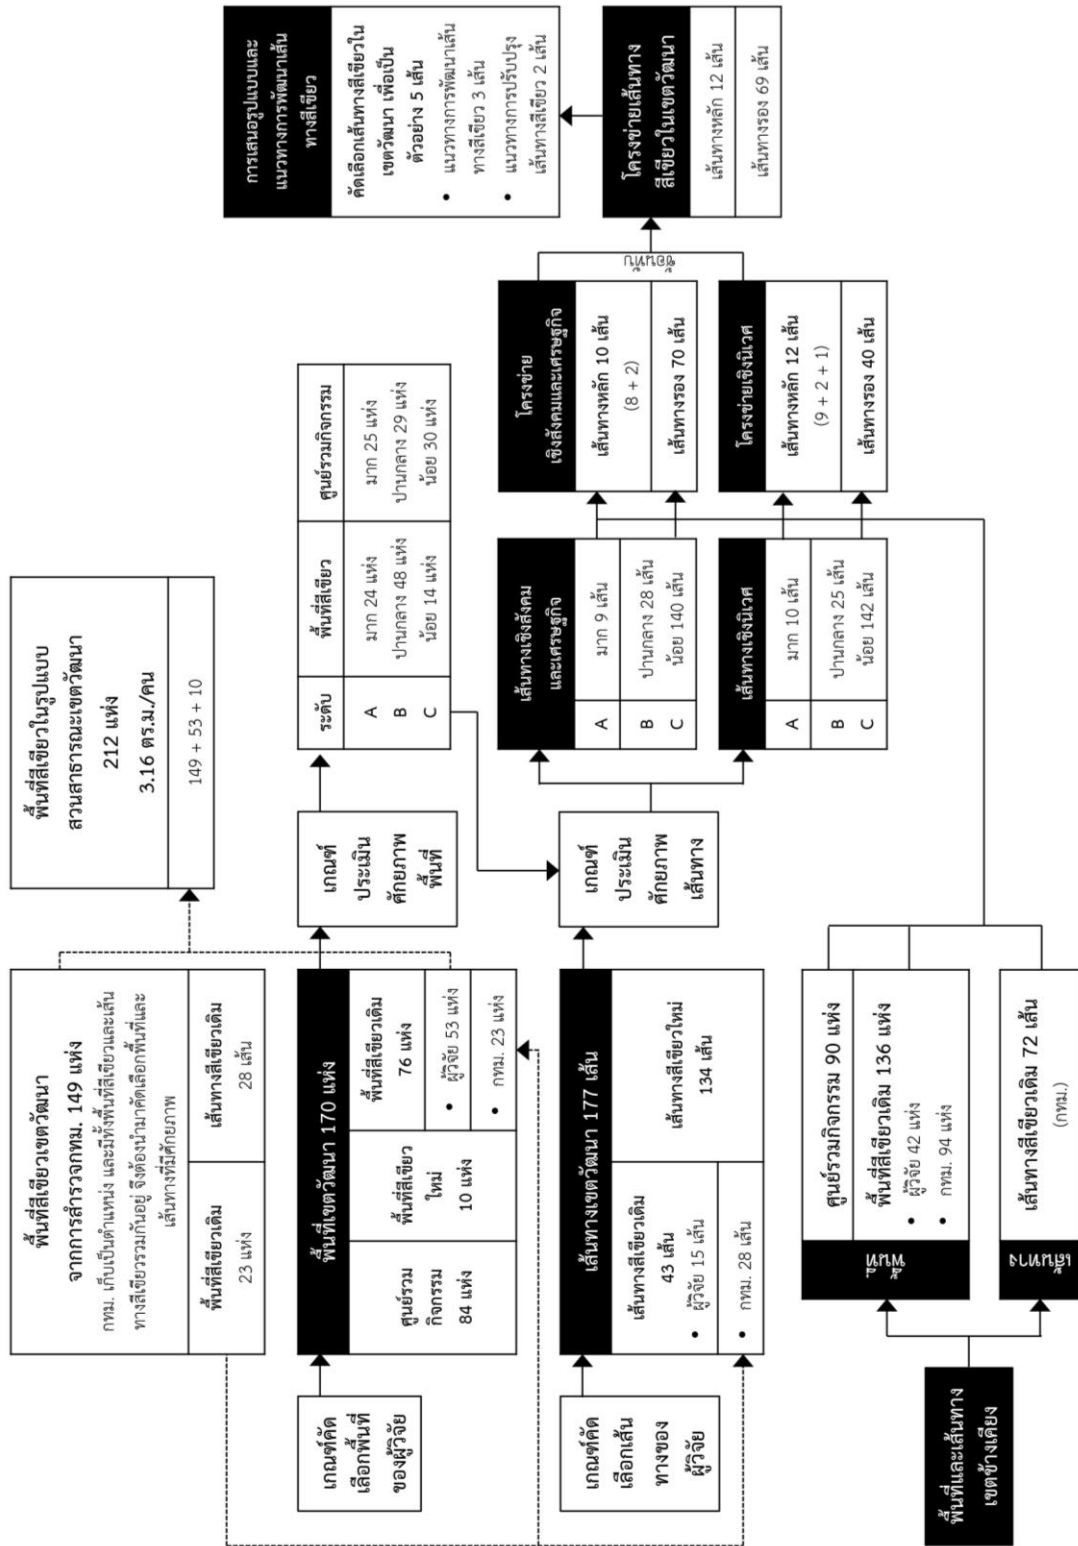 พื้นที่สีเขียวเขตวัฒนา
จากการสำรวจกทม. 149 แห่ง
กทม. เก็บเป็นตำแหน่ง และมีทั้งพื้นที่สีเขียวและเส้น
ทางสีเขียวรวมกันอยู่ จึงต้องนำมาคัดเลือกพื้นที่และ
เส้นทางที่มีศักยภาพ
พื้นที่สีเขียวเดิม
23 แห่ง
เส้นทางสีเขียวเดิม
28 เส้น
พื้นที่สีเขียวในรูปแบบ
สวนสาธารณะเขตวัฒนา
212 แห่ง
3.16 ตร.ม./คน
149 + 53 + 10
เกณฑ์คัด
เลือกพื้นที่
ของผู้วิจัย
พื้นที่เขตวัฒนา 170 แห่ง
ศูนย์รวม
กิจกรรม
84 แห่ง
พื้นที่สีเขียว
ใหม่
10 แห่ง
พื้นที่สีเขียวเดิม
76 แห่ง
• ผู้วิจัย 53 แห่ง
• กทม. 23 แห่ง
เกณฑ์
ประเมิน
ศักยภาพ
พื้นที่
ระดับ
พื้นที่สีเขียว
ศูนย์รวมกิจกรรม
A
มาก 24 แห่ง
มาก 25 แห่ง
B
ปานกลาง 48 แห่ง
ปานกลาง 29 แห่ง
C
น้อย 14 แห่ง
น้อย 30 แห่ง
เกณฑ์คัด
เลือกเส้น
ทางของ
ผู้วิจัย
เส้นทางเขตวัฒนา 177 เส้น
เส้นทางสีเขียวเดิม
43 เส้น
• ผู้วิจัย 15 เส้น
• กทม. 28 เส้น
เส้นทางสีเขียวใหม่
134 เส้น
เกณฑ์
ประเมิน
ศักยภาพ
เส้นทาง
เส้นทางเชิงสังคม
และเศรษฐกิจ
A
มาก 9 เส้น
B
ปานกลาง 28 เส้น
C
น้อย 140 เส้น
เส้นทางเชิงนิเวศ
A
มาก 10 เส้น
B
ปานกลาง 25 เส้น
C
น้อย 142 เส้น
โครงข่าย
เชิงสังคมและเศรษฐกิจ
เส้นทางหลัก 10 เส้น
(8 + 2)
เส้นทางรอง 70 เส้น
โครงข่ายเชิงนิเวศ
เส้นทางหลัก 12 เส้น
(9 + 2 + 1)
เส้นทางรอง 40 เส้น
ซ้อนทับ
การเสนอรูปแบบและ
แนวทางการพัฒนาเส้น
ทางสีเขียว
คัดเลือกเส้นทางสีเขียวใน
เขตวัฒนา เพื่อเป็น
ตัวอย่าง 5 เส้น
• แนวทางการพัฒนาเส้น
ทางสีเขียว 3 เส้น
• แนวทางการปรับปรุง
เส้นทางสีเขียว 2 เส้น
โครงข่ายเส้นทาง
สีเขียวในเขตวัฒนา
เส้นทางหลัก 12 เส้น
เส้นทางรอง 69 เส้น
พื้นที่และเส้นทาง
เขตข้างเคียง
พื้นที่
ศูนย์รวมกิจกรรม 90 แห่ง
พื้นที่สีเขียวเดิม 136 แห่ง
• ผู้วิจัย 42 แห่ง
• กทม. 94 แห่ง
เส้นทาง
เส้นทางสีเขียวเดิม 72 เส้น
(กทม.)